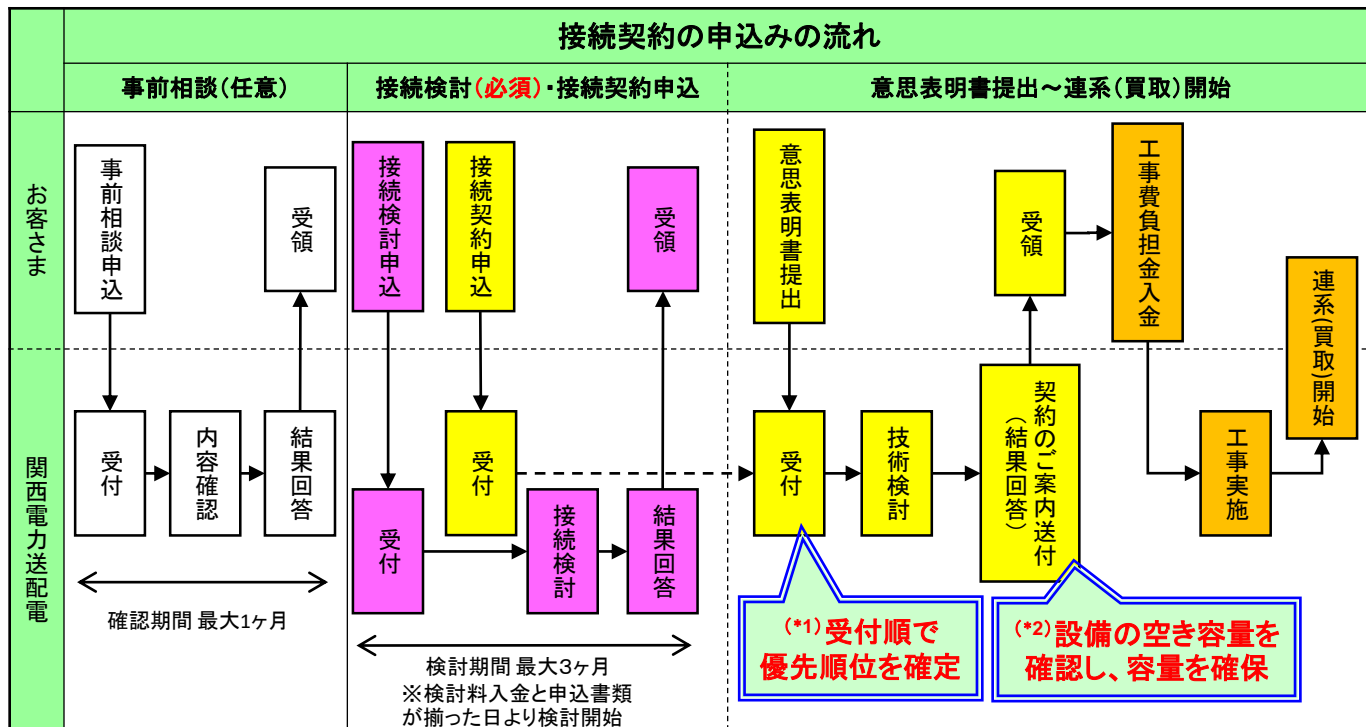 接続契約の申込みの流れ
事前相談(任意)
接続検討(必須)・接続契約申込
意思表明書提出～連系(買取)開始
お客さま
事前相談申込
受領
接続検討申込
接続契約申込
受領
意思表明書提出
受領
工事費負担金入金
連系(買取)開始
関西電力送配電
受付
内容確認
結果回答
受付
受付
接続検討
結果回答
受付
技術検討
契約のご案内送付
(結果回答)
工事実施
確認期間 最大1ヶ月
検討期間 最大3ヶ月
※検討料入金と申込書類
が揃った日より検討開始
(*1)受付順で
優先順位を確定
(*2)設備の空き容量を
確認し、容量を確保